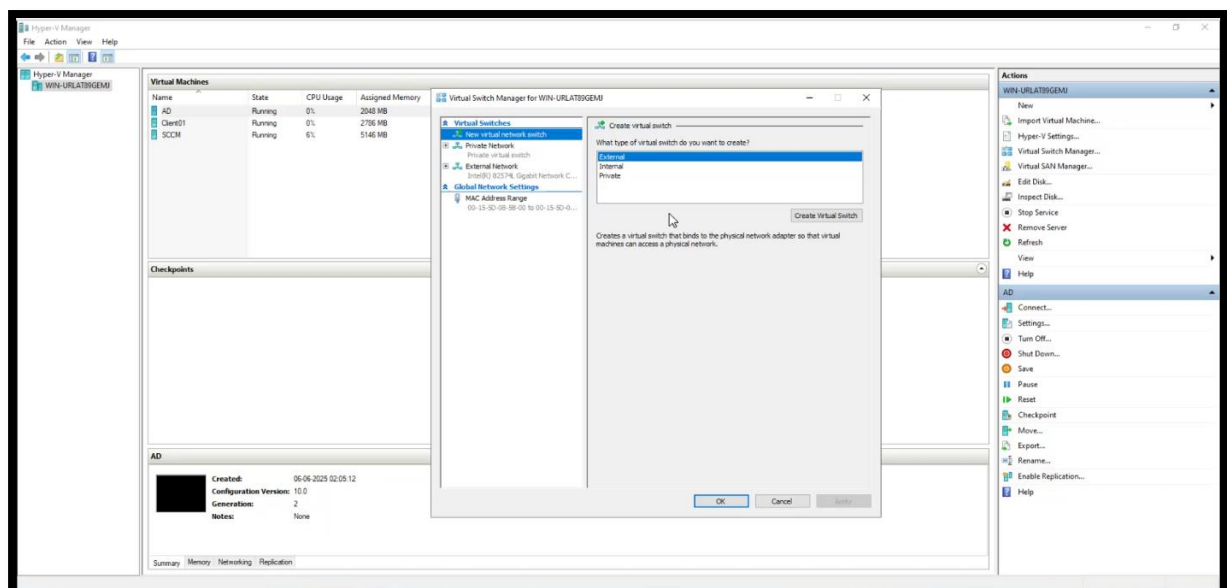 Hyper-V Manager
File Action View Help
Hyper-V Manager
WIN-URLAT89GEMJ
Virtual Machines
Name State CPU Usage Assigned Memory
AD Running 0% 2048 MB
Client01 Running 0% 2786 MB
SCCM Running 6% 5146 MB
Checkpoints
AD
Created: 06-06-2025 02:05:12
Configuration Version: 10.0
Generation: 2
Notes: None
Summary Memory Networking Replication
Virtual Switch Manager for WIN-URLAT89GEMJ
Virtual Switches
New virtual network switch
Private Network
Private virtual switch
External Network
Intel(R) 82574L Gigabit Network C...
Global Network Settings
MAC Address Range
00-15-5D-08-5B-00 to 00-15-5D-0...
Create virtual switch
What type of virtual switch do you want to create?
External
Internal
Private
Create Virtual Switch
Creates a virtual switch that binds to the physical network adapter so that virtual
machines can access a physical network.
OK Cancel Apply
Actions
WIN-URLAT89GEMJ
New
Import Virtual Machine...
Hyper-V Settings...
Virtual Switch Manager...
Virtual SAN Manager...
Edit Disk...
Inspect Disk...
Stop Service
Remove Server
Refresh
View
Help
AD
Connect...
Settings...
Turn Off...
Shut Down...
Save
Pause
Reset
Checkpoint
Move...
Export...
Rename...
Enable Replication...
Help